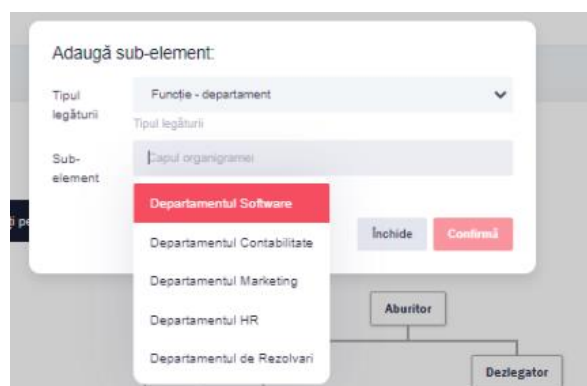 Adaugă sub-element:
Tipul legăturii
Funcție - departament
Tipul legăturii
Sub-element
Capul organigramei
Departamentul Software
Departamentul Contabilitate
Departamentul Marketing
Departamentul HR
Departamentul de Rezolvari
Închide
Confirmă
Aburitor
Dezlegator